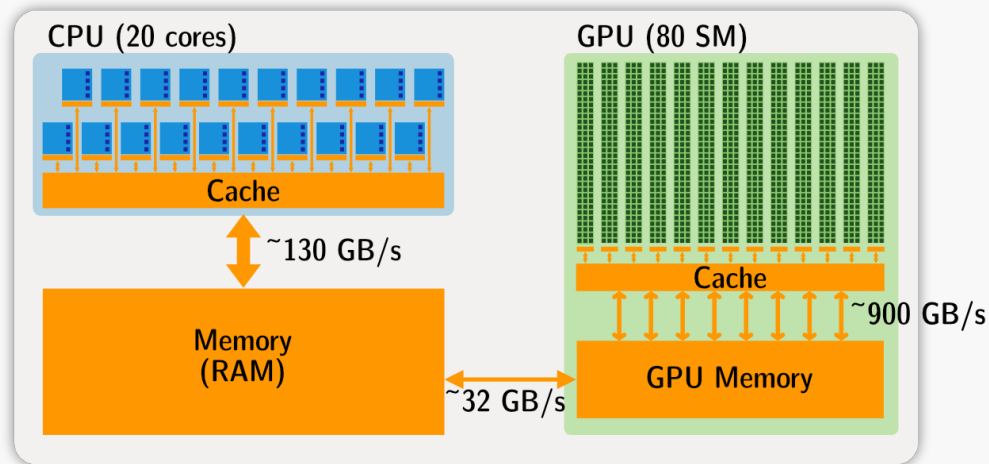 CPU (20 cores)
GPU (80 SM)
Cache
~130 GB/s
Cache
~900 GB/s
Memory
(RAM)
GPU Memory
~32 GB/s